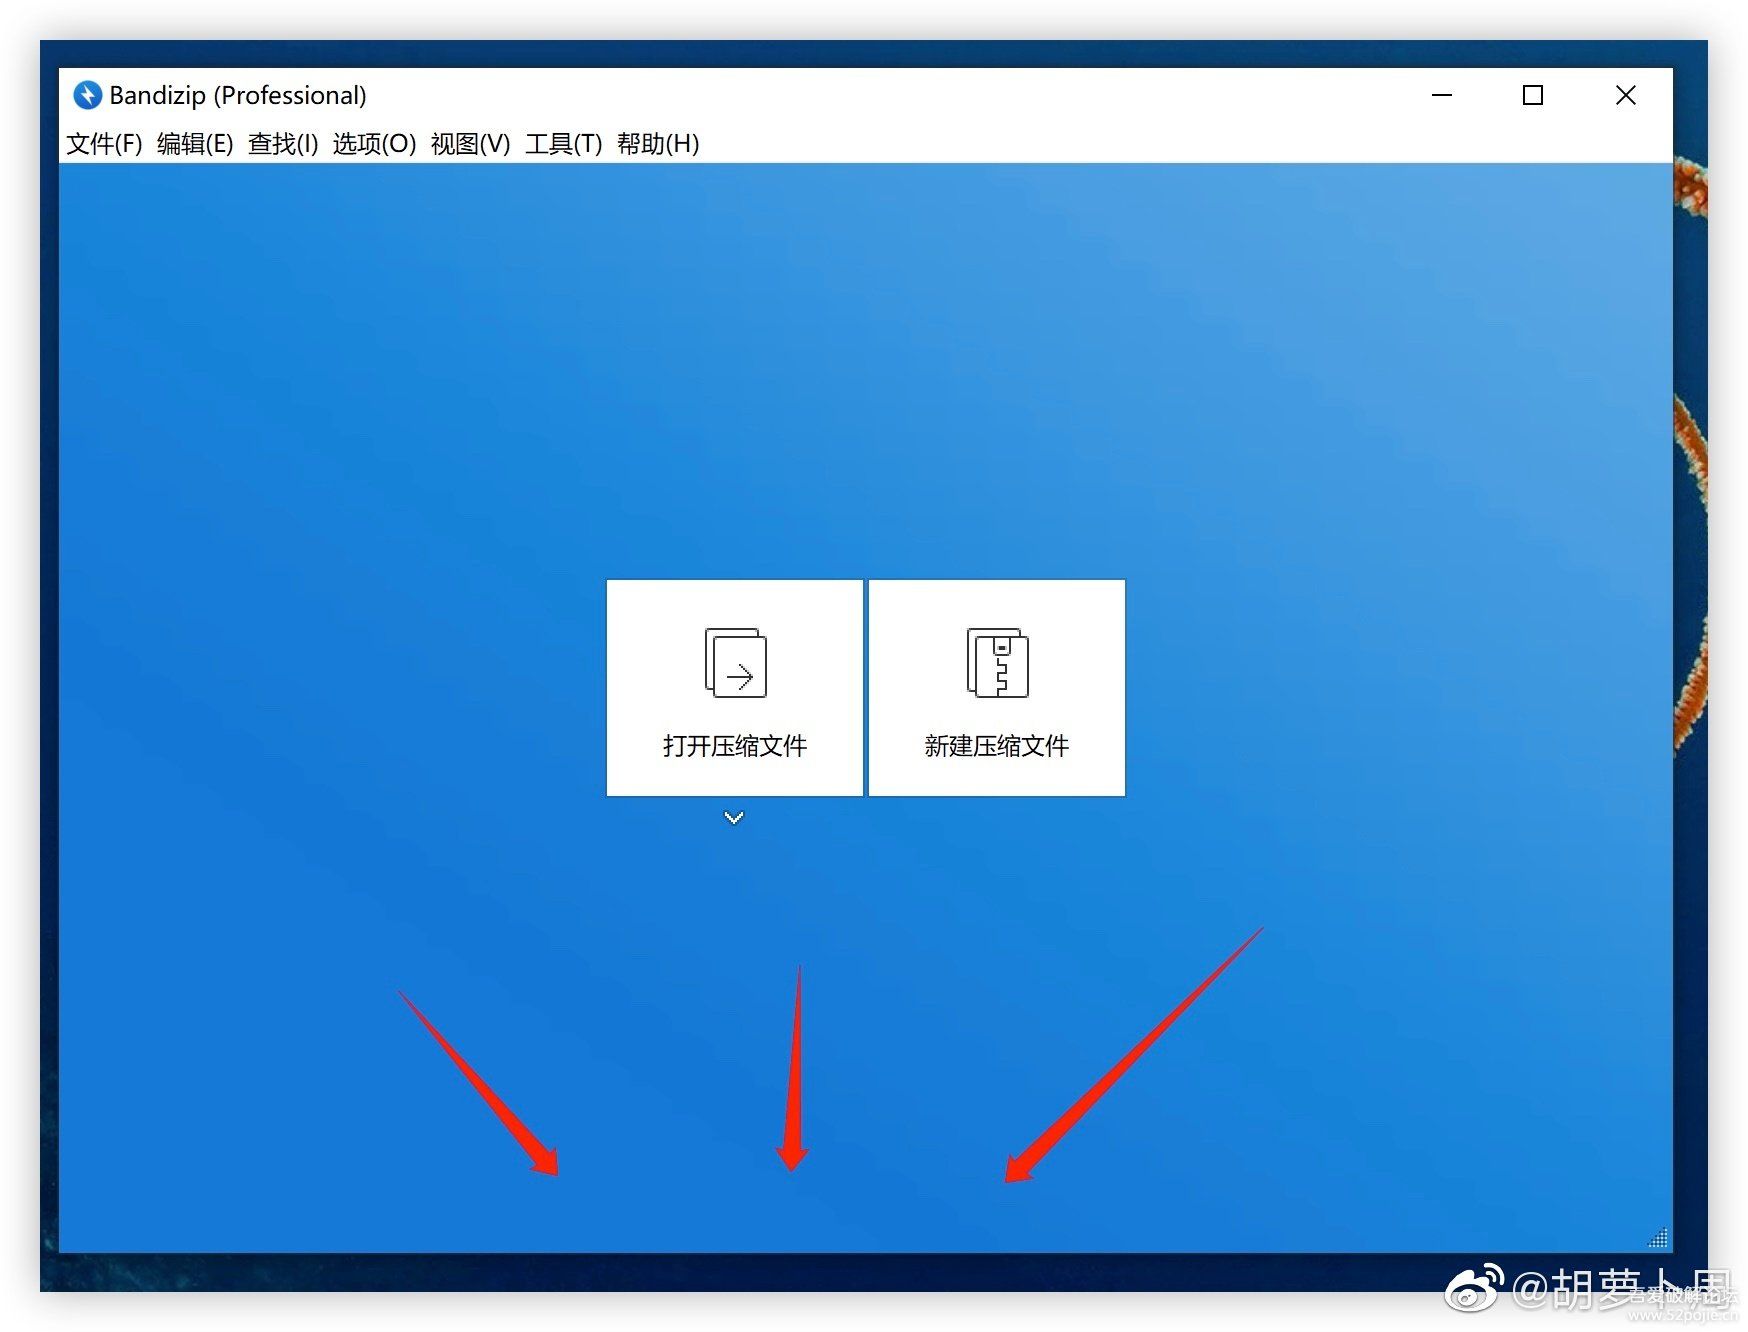 Bandizip (Professional)
文件(F) 编辑(E) 查找(I) 选项(O) 视图(V) 工具(T) 帮助(H)
打开压缩文件
新建压缩文件
@胡萝卜周
吾爱破解论坛
www.52pojie.cn